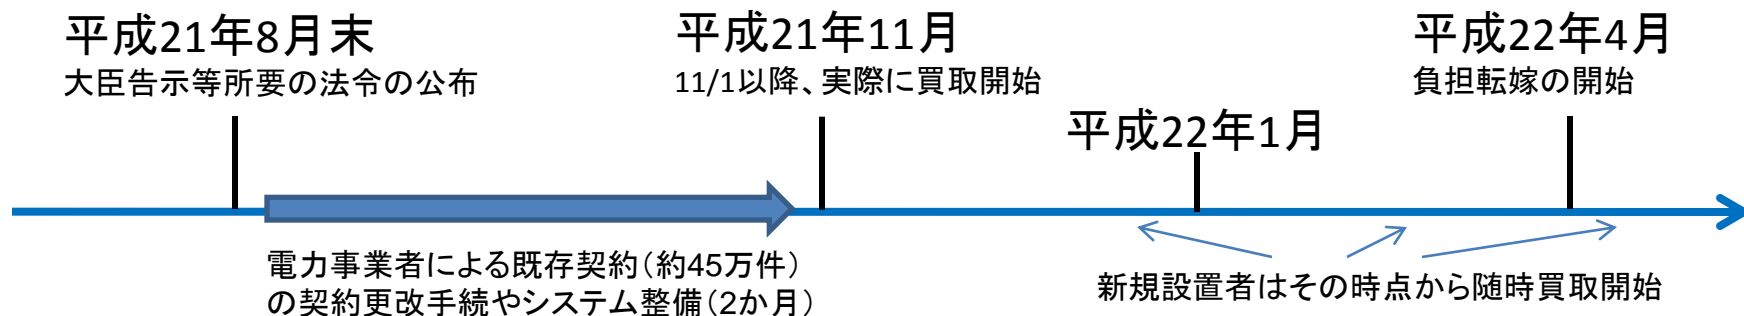 平成21年8月末
大臣告示等所要の法令の公布
平成21年11月
11/1以降、実際に買取開始
平成22年1月
平成22年4月
負担転嫁の開始
電力事業者による既存契約（約45万件）
の契約更改手続やシステム整備（2か月）
新規設置者はその時点から随時買取開始